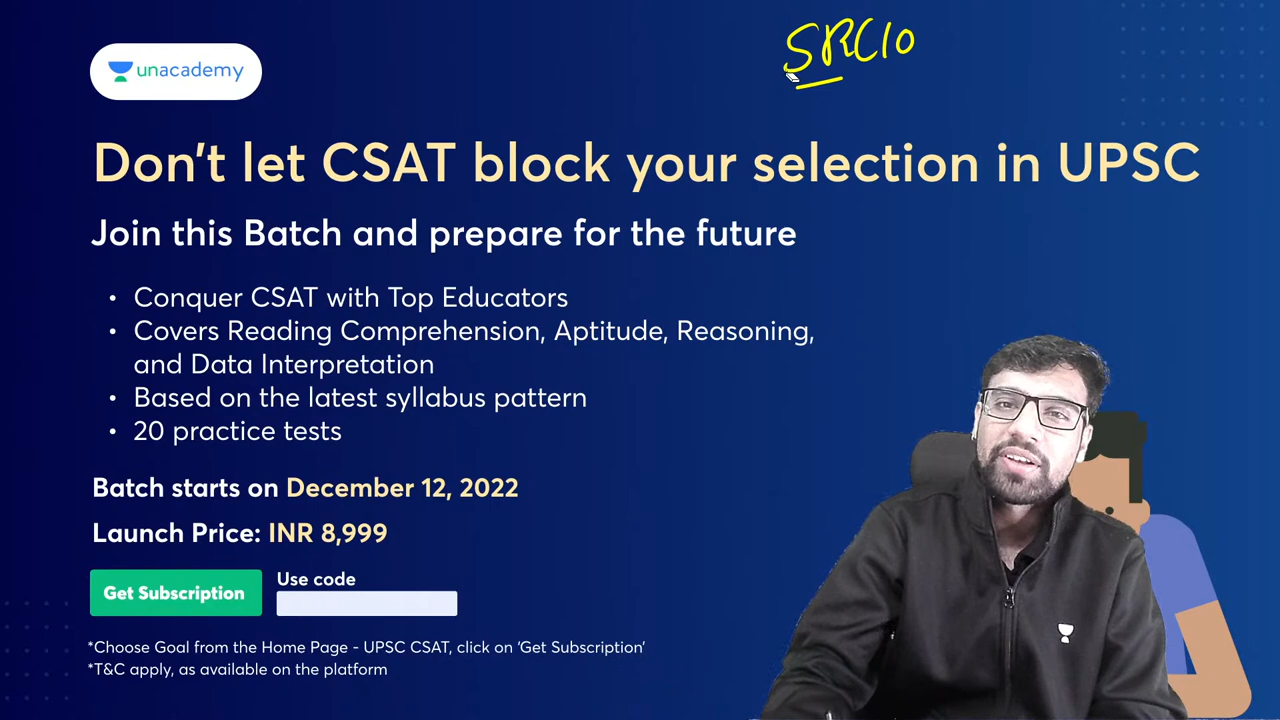 SRC10
unacademy
Don't let CSAT block your selection in UPSC
Join this Batch and prepare for the future
• Conquer CSAT with Top Educators
• Covers Reading Comprehension, Aptitude, Reasoning,
and Data Interpretation
• Based on the latest syllabus pattern
• 20 practice tests
Batch starts on December 12, 2022
Launch Price: INR 8,999
Get Subscription
Use code
*Choose Goal from the Home Page - UPSC CSAT, click on 'Get Subscription'
*T&C apply, as available on the platform